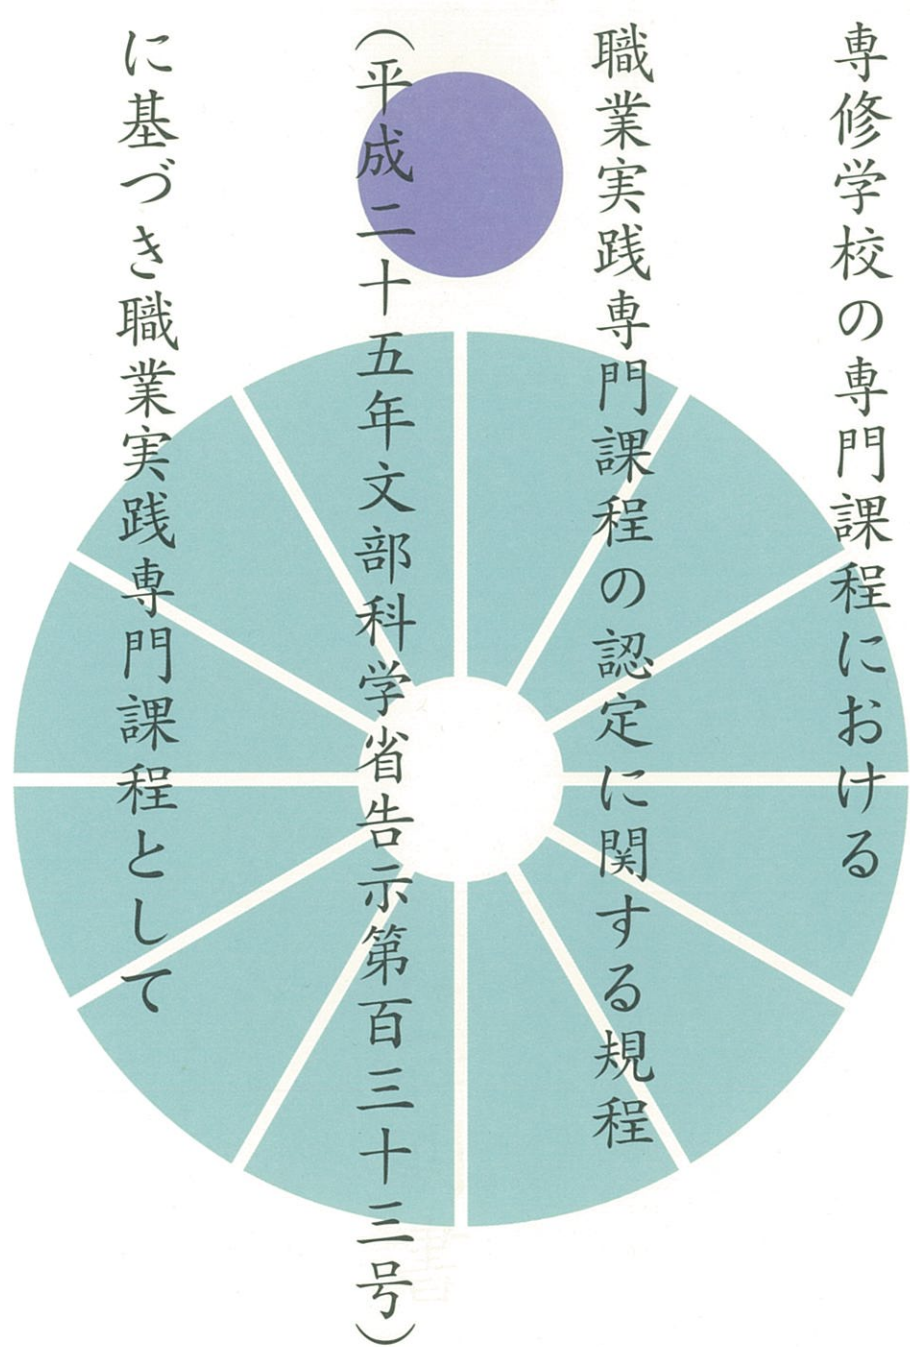 専修学校の専門課程における
職業実践専門課程の認定に関する規程
（平成二十五年文部科学省告示第百三十三号）
に基づき職業実践専門課程として